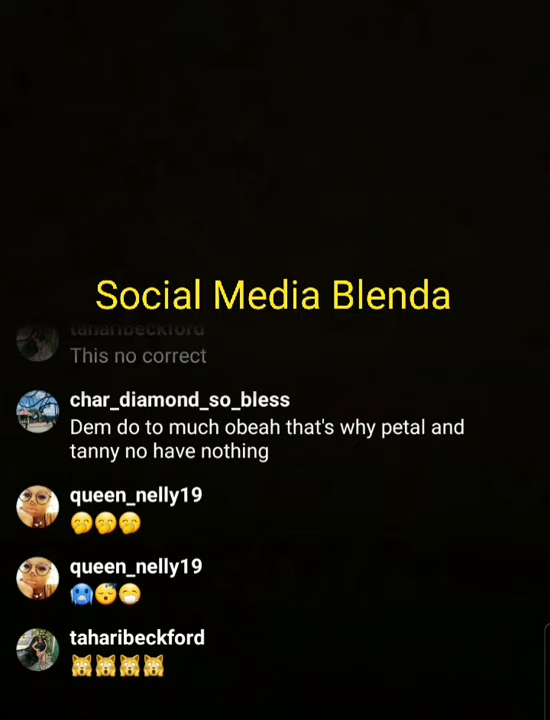 Social Media Blenda
taharibeckford
This no correct
char_diamond_so_bless
Dem do to much obeah that's why petal and
tanny no have nothing
queen_nelly19
🤭🤭🤭
queen_nelly19
🥶😴😷
taharibeckford
🙀🙀🙀🙀